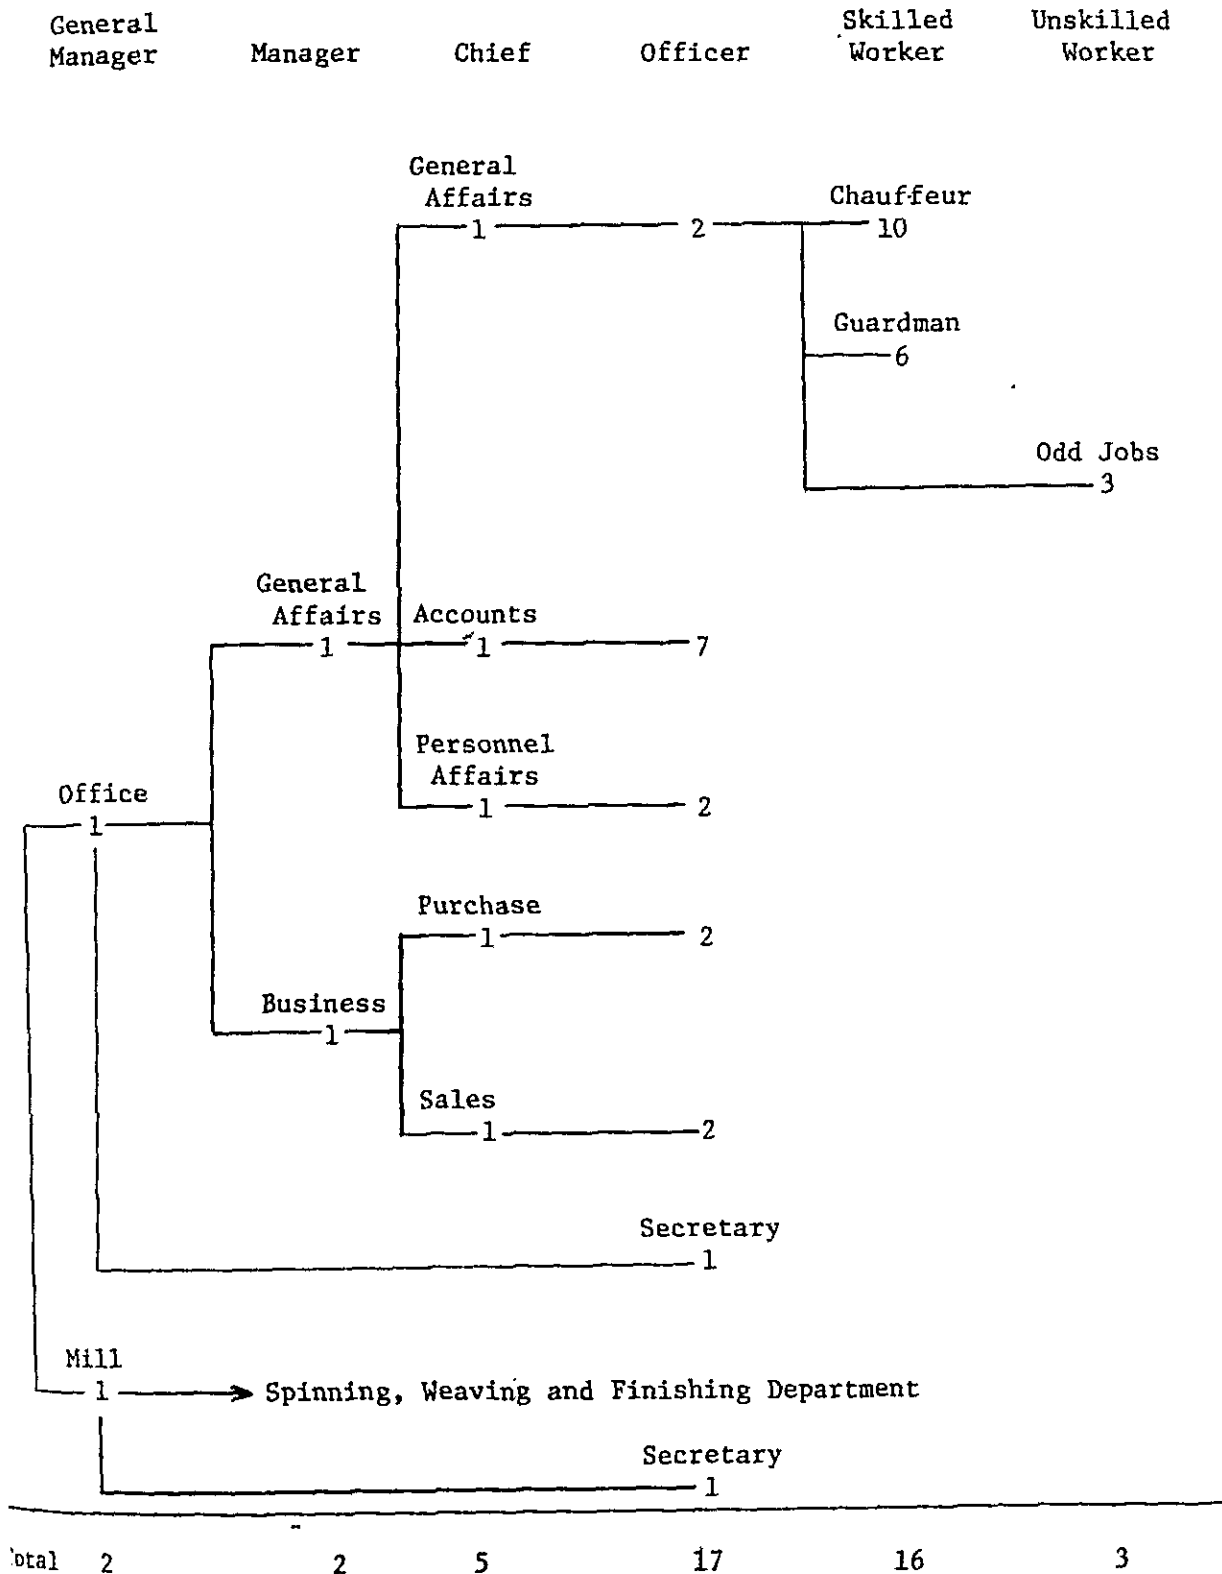 General Skilled Unskilled
Manager Manager Chief Officer Worker Worker
General
Affairs Chauffeur
1 2 10
Guardman
6
Odd Jobs
3
General
Affairs Accounts
1 1 7
Personnel
Affairs
Office 1 2
1
Purchase
1 2
Business
1
Sales
1 2
Secretary
1
Mill
1 Spinning, Weaving and Finishing Department
Secretary
1
otal 2 2 5 17 16 3